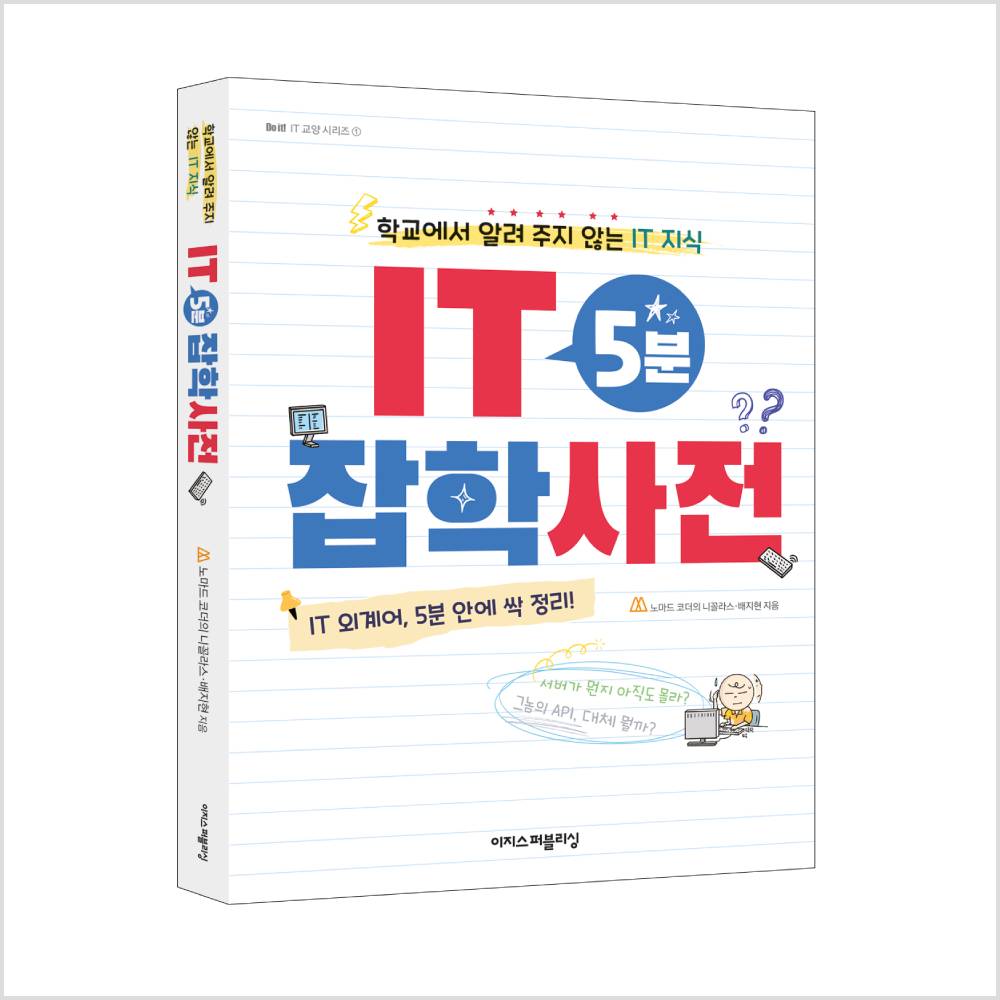 학교에서 알려 주지
않는 IT 지식
IT 5분 잡학사전
노마드 코더의 니꼴라스·배지현 지음
이지스퍼블리싱
Do it! IT 교양 시리즈 ①
학교에서 알려 주지 않는 IT 지식
IT 5분
잡학사전
IT 외계어, 5분 안에 싹 정리!
노마드 코더의 니꼴라스·배지현 지음
서버가 뭔지 아직도 몰라?
그놈의 API, 대체 뭘까?
이지스퍼블리싱